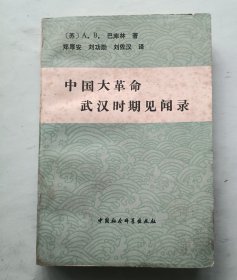 〔苏〕A. B. 巴库林 著
郑厚安 刘功勋 刘佐汉 译
中国大革命
武汉时期见闻录
中国社会科学出版社